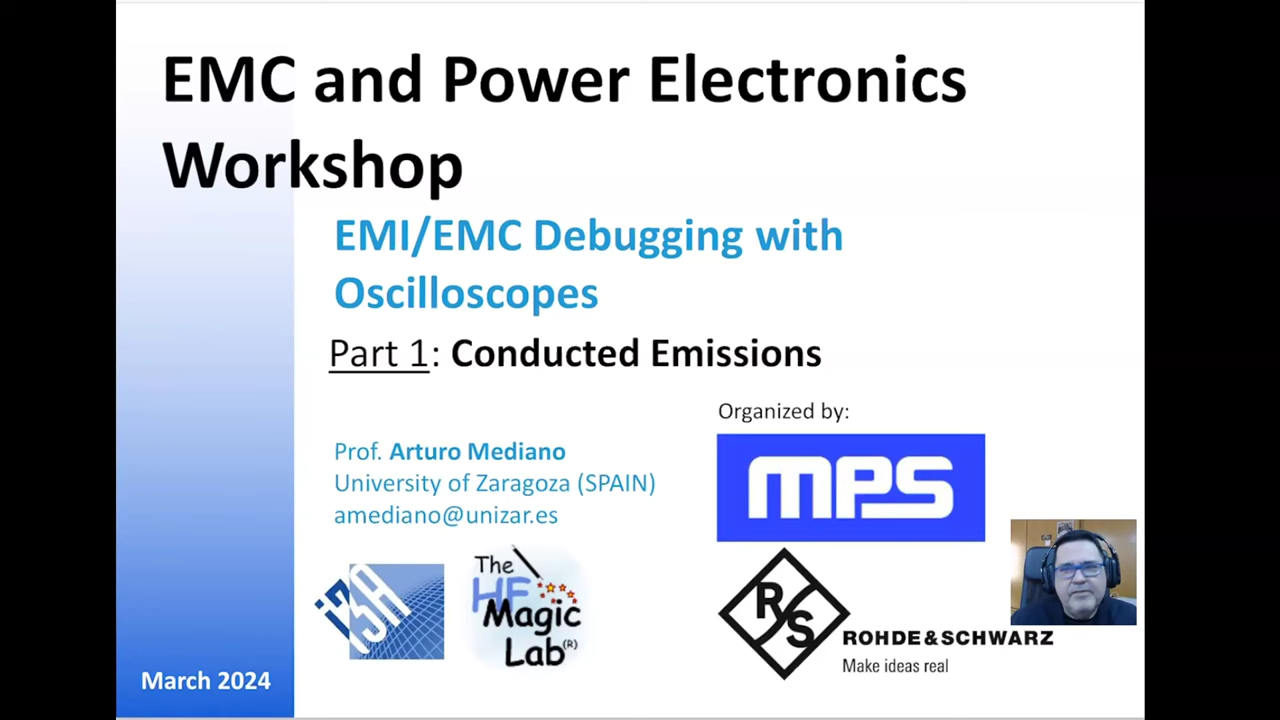 EMC and Power Electronics
Workshop
EMI/EMC Debugging with
Oscilloscopes
Part 1: Conducted Emissions
Organized by:
Prof. Arturo Mediano
University of Zaragoza (SPAIN)
amediano@unizar.es
mPS
i3A
The
HF
Magic
Lab(R)
R
S
ROHDE&SCHWARZ
Make ideas real
March 2024